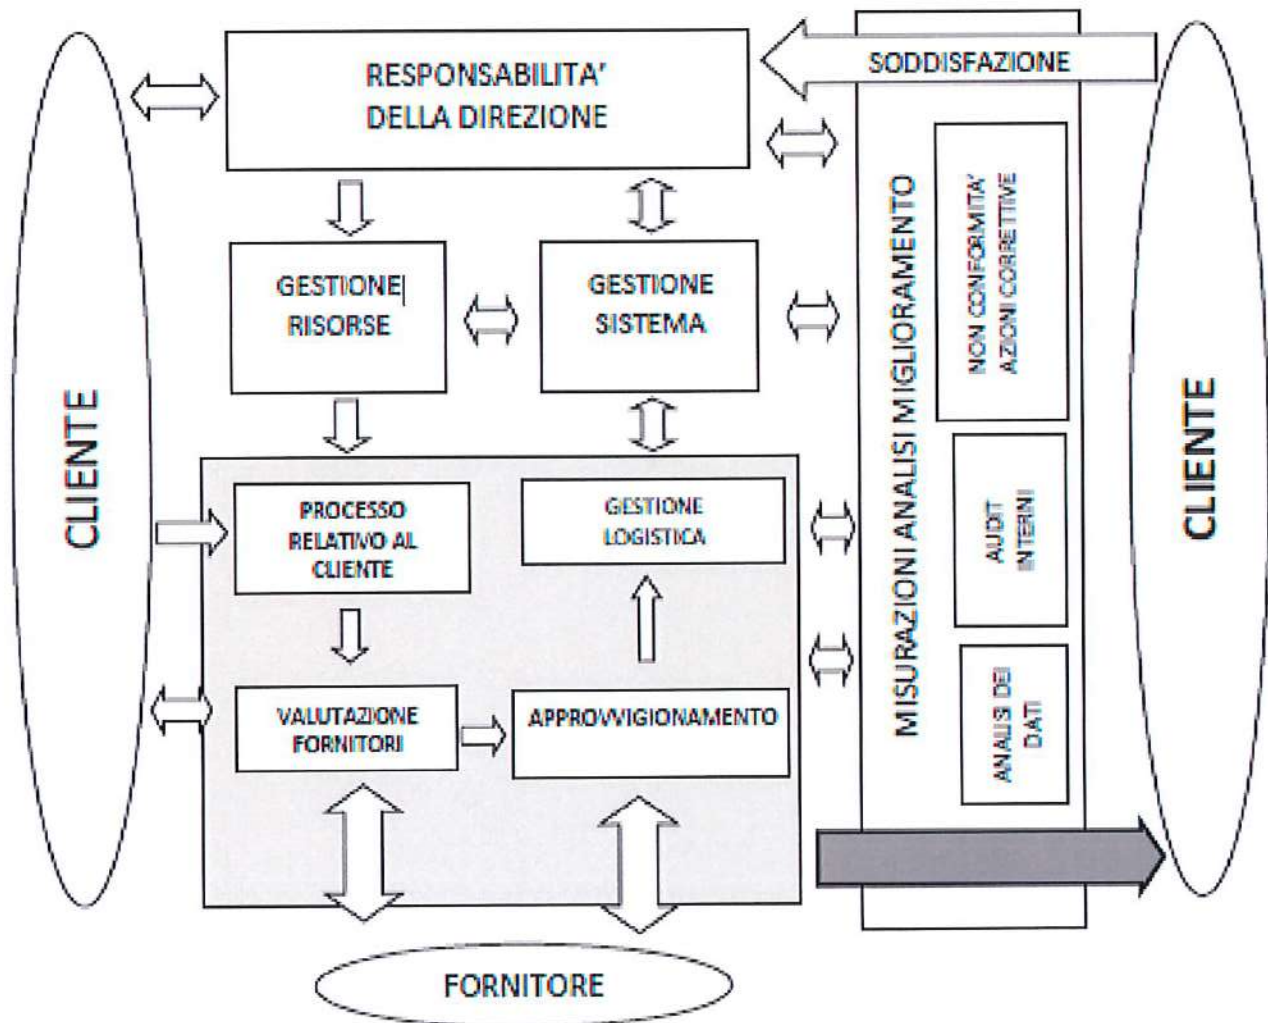 RESPONSABILITA'
DELLA DIREZIONE
SODDISFAZIONE
GESTIONE
RISORSE
GESTIONE
SISTEMA
CLIENTE
PROCESSO
RELATIVO AL
CLIENTE
GESTIONE
LOGISTICA
VALUTAZIONE
FORNITORI
APPROVVIGIONAMENTO
MISURAZIONI ANALISI MIGLIORAMENTO
NON CONFORMITA'
AZIONI CORRETTIVE
AUDIT
INTERNI
ANALISI DEI
DATI
CLIENTE
FORNITORE